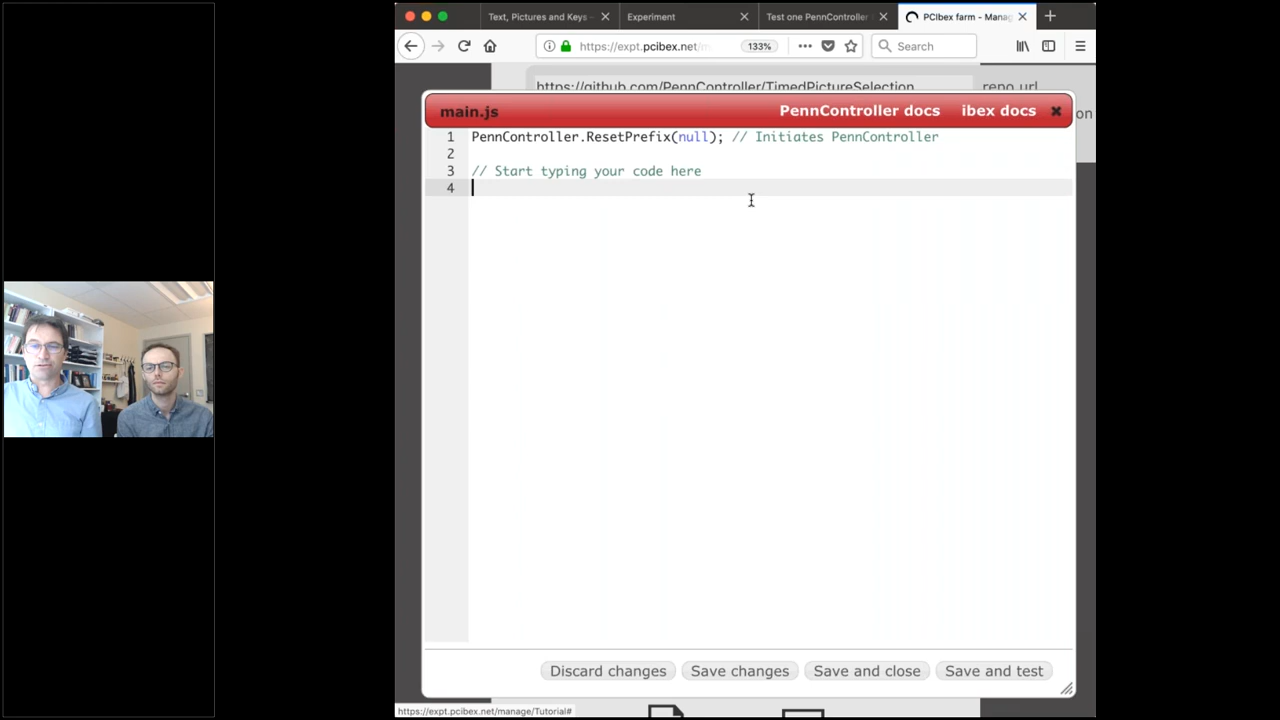 Text, Pictures and Keys -
Experiment
Test one PennController
PCIbex farm - Manag
https://expt.pcibex.net/m
133%
Search
https://github.com/PennController/TimedPictureSelection
repo url
on
main.js
PennController docs
ibex docs
1 PennController.ResetPrefix(null); // Initiates PennController
2
3 // Start typing your code here
4
Discard changes
Save changes
Save and close
Save and test
https://expt.pcibex.net/manage/Tutorial#